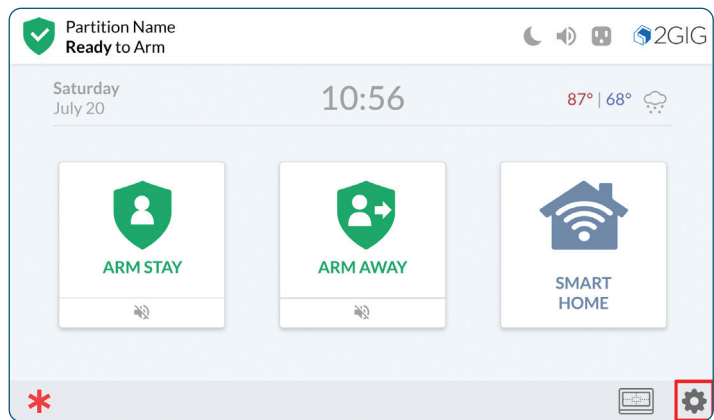 Partition Name
Ready to Arm
2GIG
Saturday
July 20
10:56
87° | 68°
ARM STAY
ARM AWAY
SMART
HOME